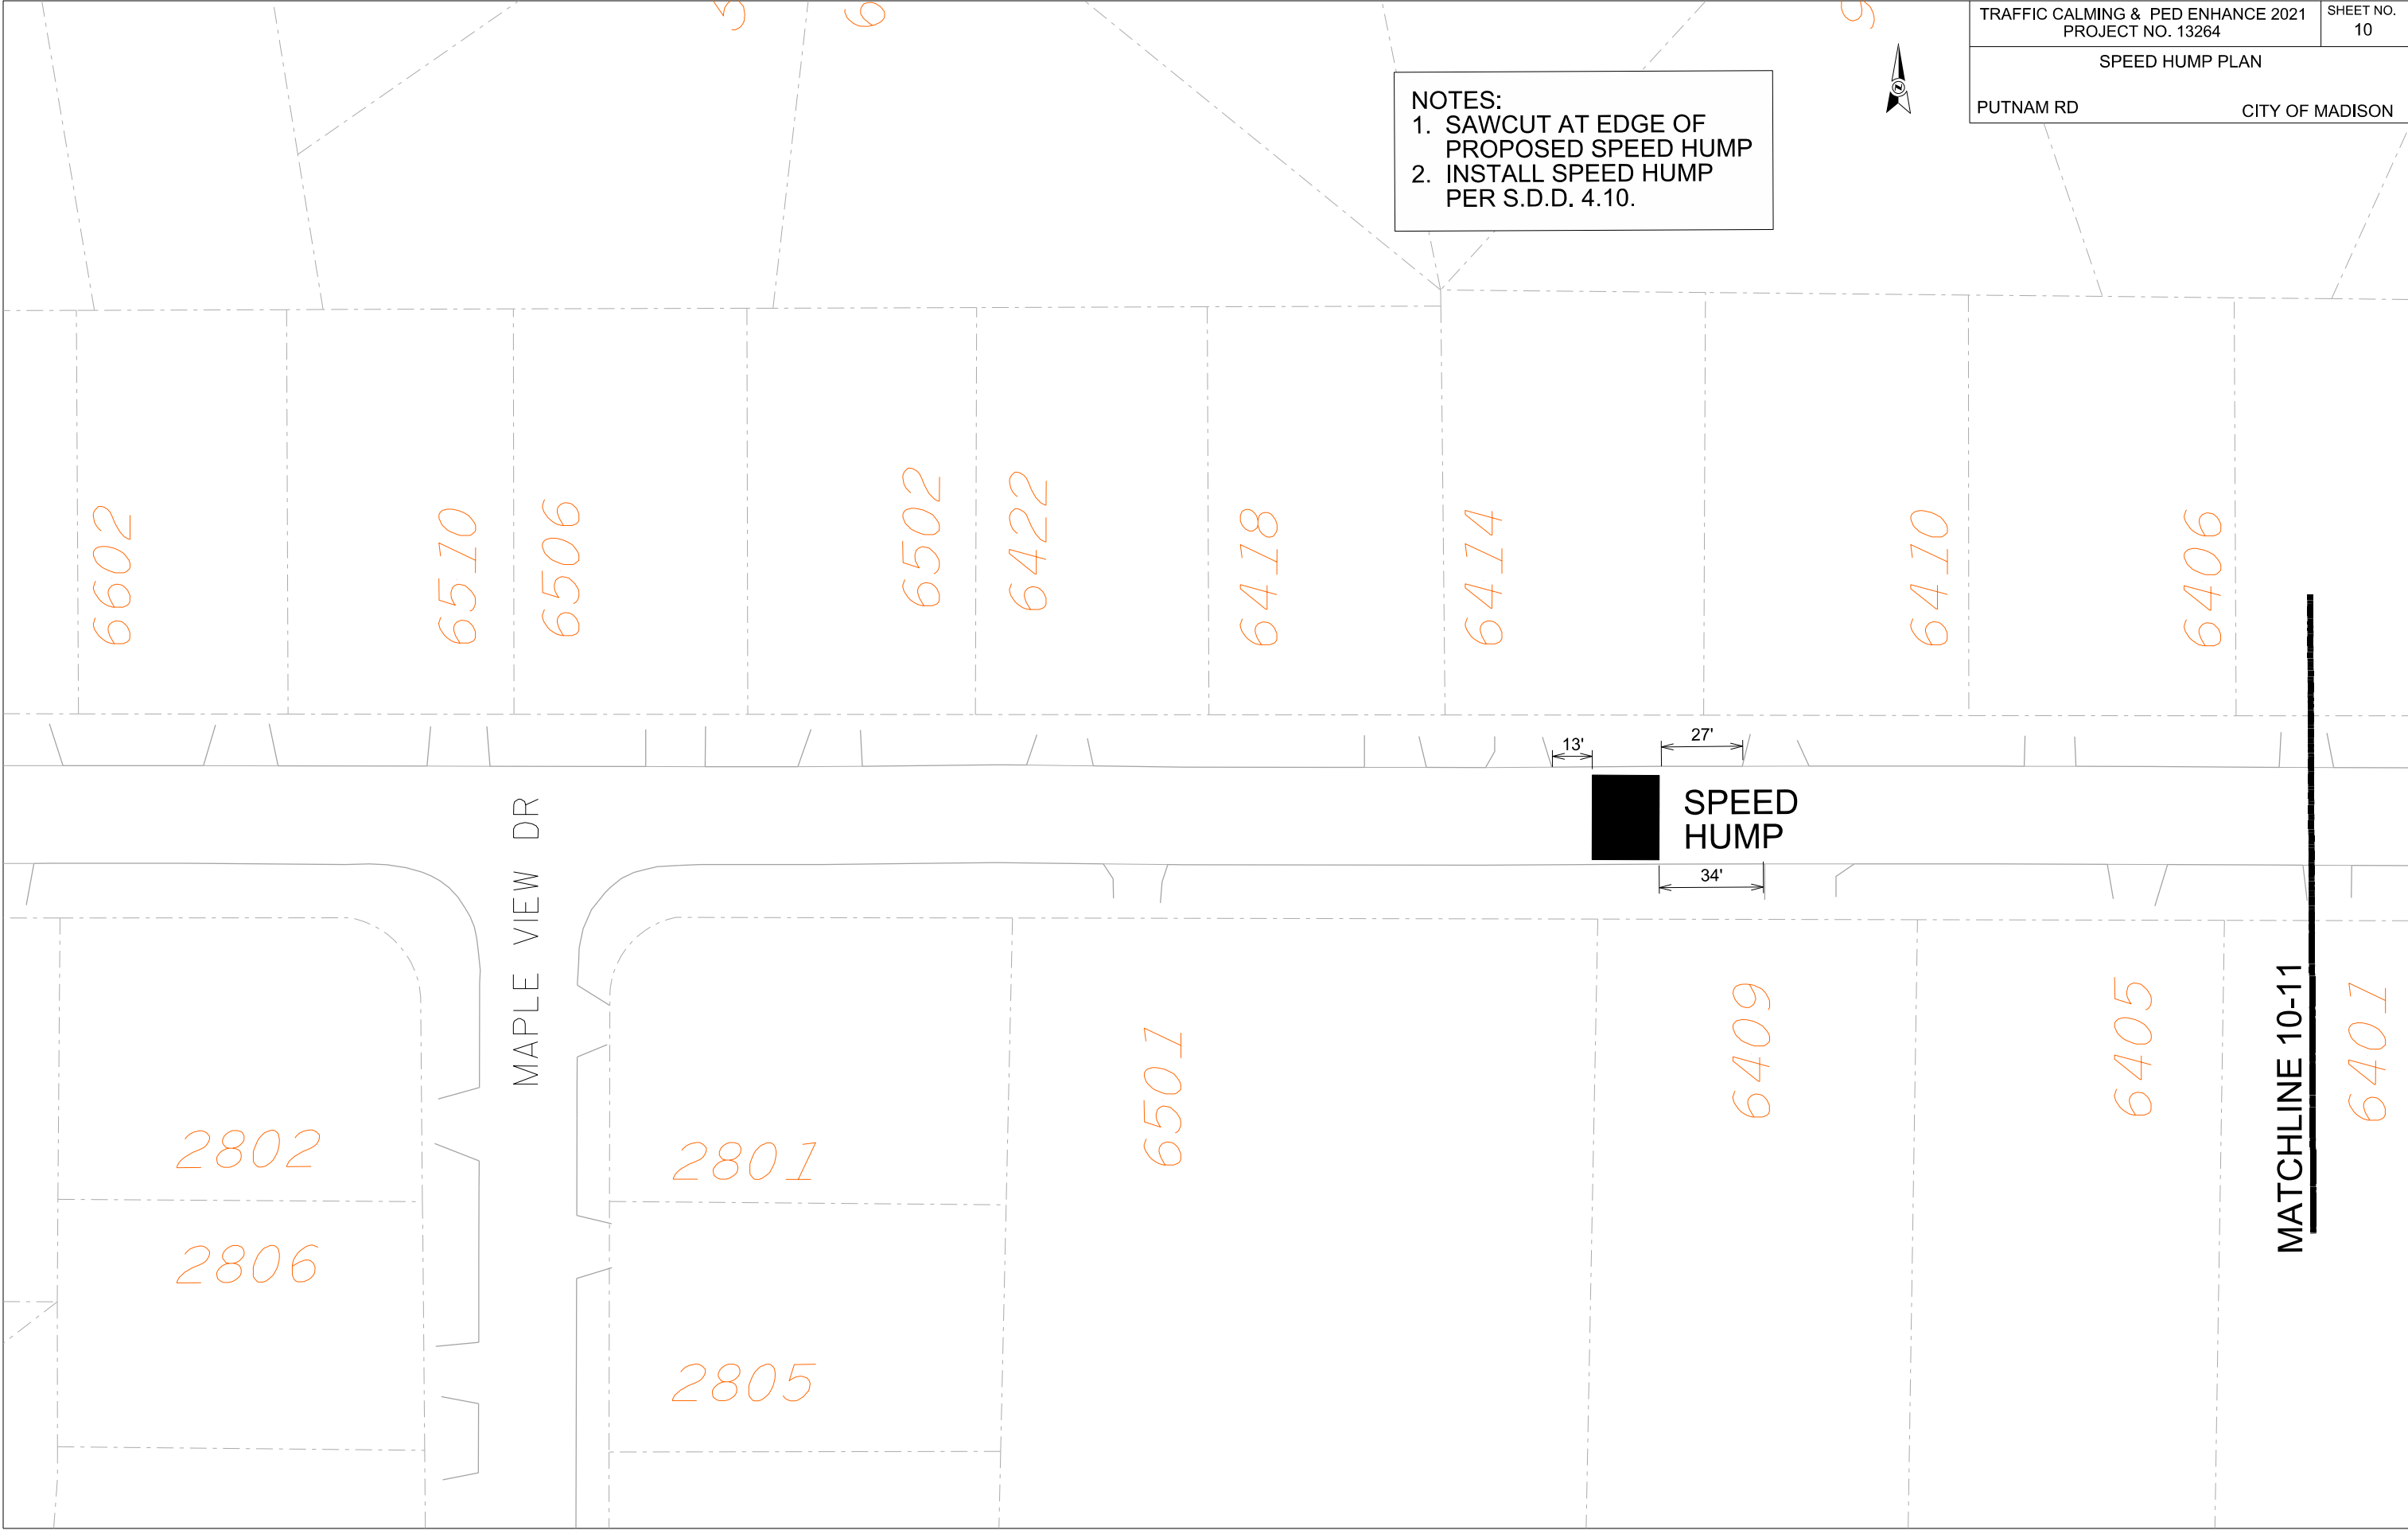 TRAFFIC CALMING & PED ENHANCE 2021
PROJECT NO. 13264
SHEET NO.
10
SPEED HUMP PLAN
PUTNAM RD
CITY OF MADISON
N
NOTES:
1. SAWCUT AT EDGE OF
PROPOSED SPEED HUMP
2. INSTALL SPEED HUMP
PER S.D.D. 4.10.
6602
6510
6506
6502
6422
6418
6414
6410
6406
13'
27'
SPEED
HUMP
34'
MAPLE VIEW DR
2802
2806
2801
2805
6501
6409
6405
MATCHLINE 10-11
6401